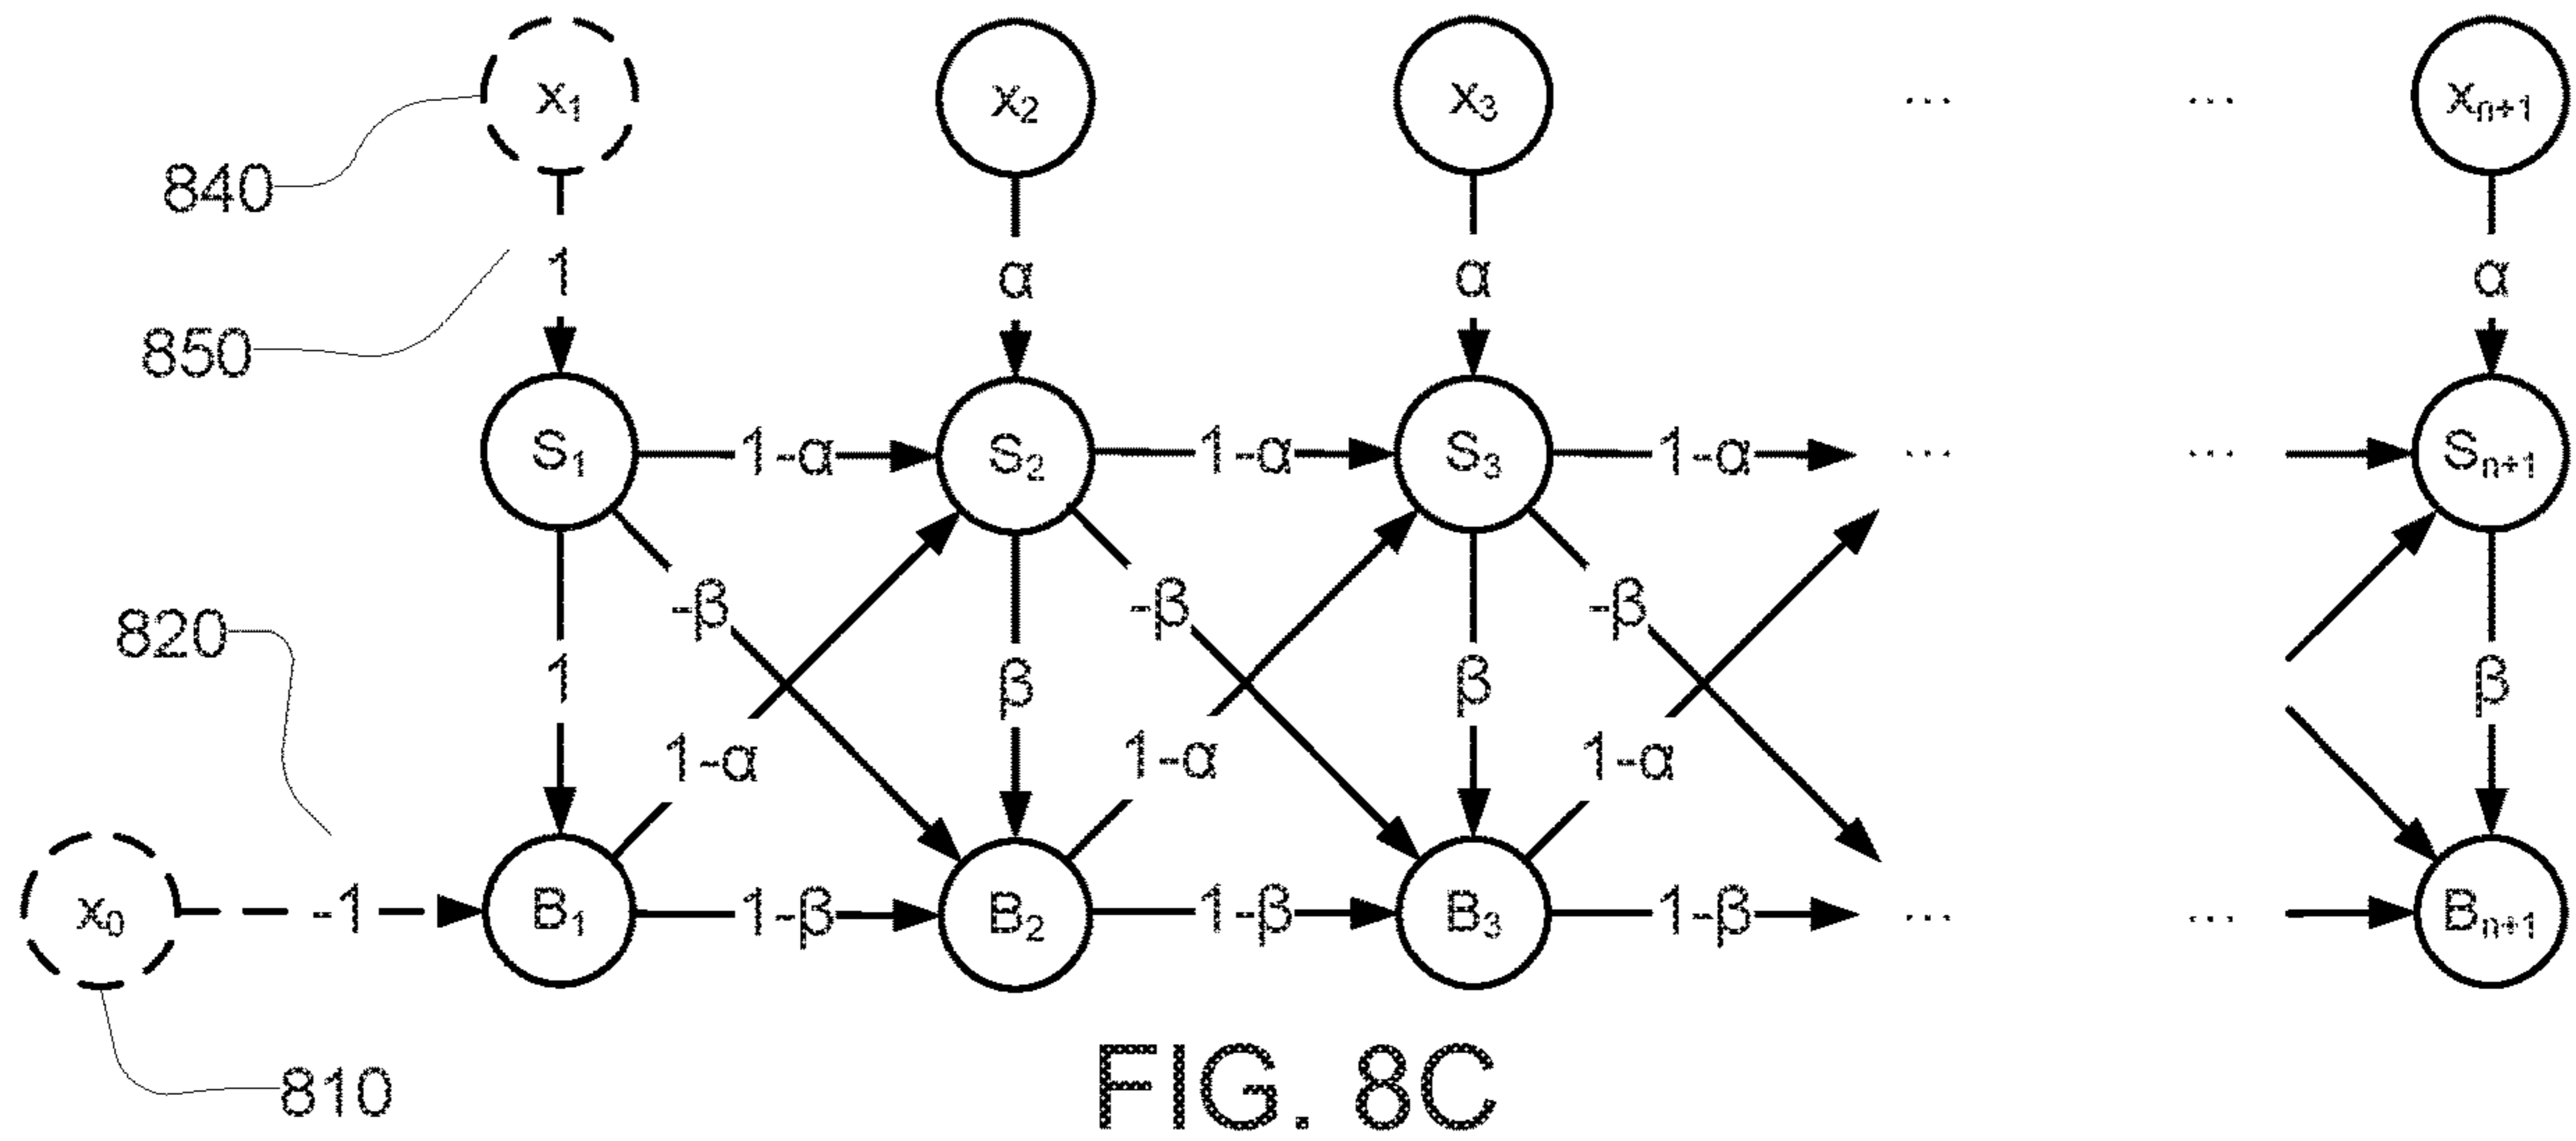 x₁ x₂ x₃ ... ... xₙ₊₁
840
1 α α α
850
S₁ 1-α S₂ 1-α S₃ 1-α ... ... Sₙ₊₁
-β -β -β
820
1 β β β
1-α 1-α 1-α
x₀ -1 B₁ 1-β B₂ 1-β B₃ 1-β ... ... Bₙ₊₁
810
FIG. 8C